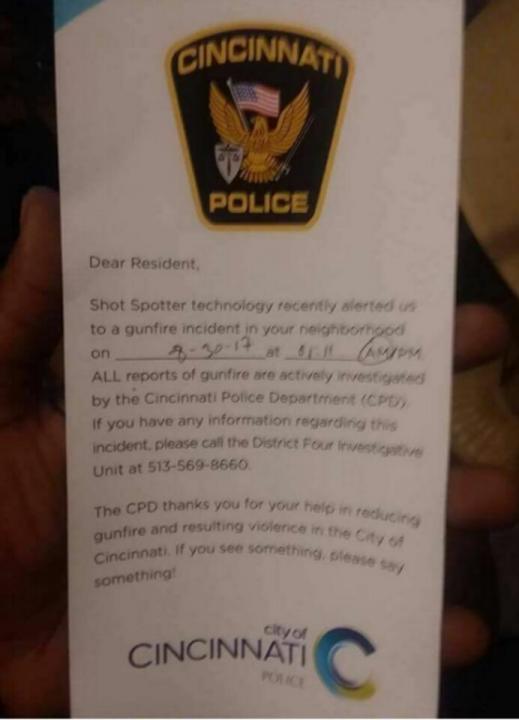 CINCINNATI
POLICE
Dear Resident,
Shot Spotter technology recently alerted us
to a gunfire incident in your neighborhood
on 8-30-17 at 01:11 AM/PM.
ALL reports of gunfire are actively investigated
by the Cincinnati Police Department (CPD).
If you have any information regarding this
incident, please call the District Four Investigative
Unit at 513-569-8660.
The CPD thanks you for your help in reducing
gunfire and resulting violence in the City of
Cincinnati. If you see something, please say
something!
city of
CINCINNATI
POLICE